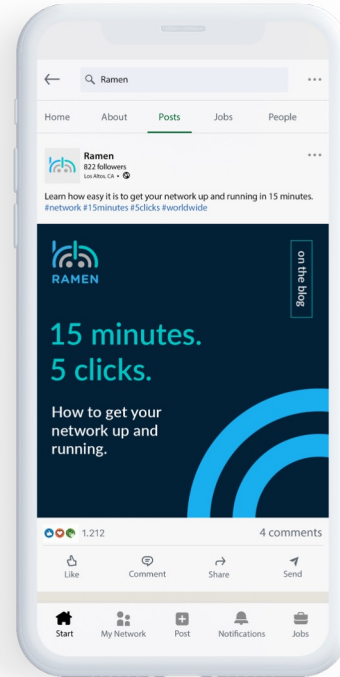 Ramen
Home About Posts Jobs People
Ramen
822 followers
Los Altos, CA •
Learn how easy it is to get your network up and running in 15 minutes.
#network #15minutes #5clicks #worldwide
RAMEN
on the blog
15 minutes.
5 clicks.
How to get your
network up and
running.
1.212
4 comments
Like Comment Share Send
Start My Network Post Notifications Jobs